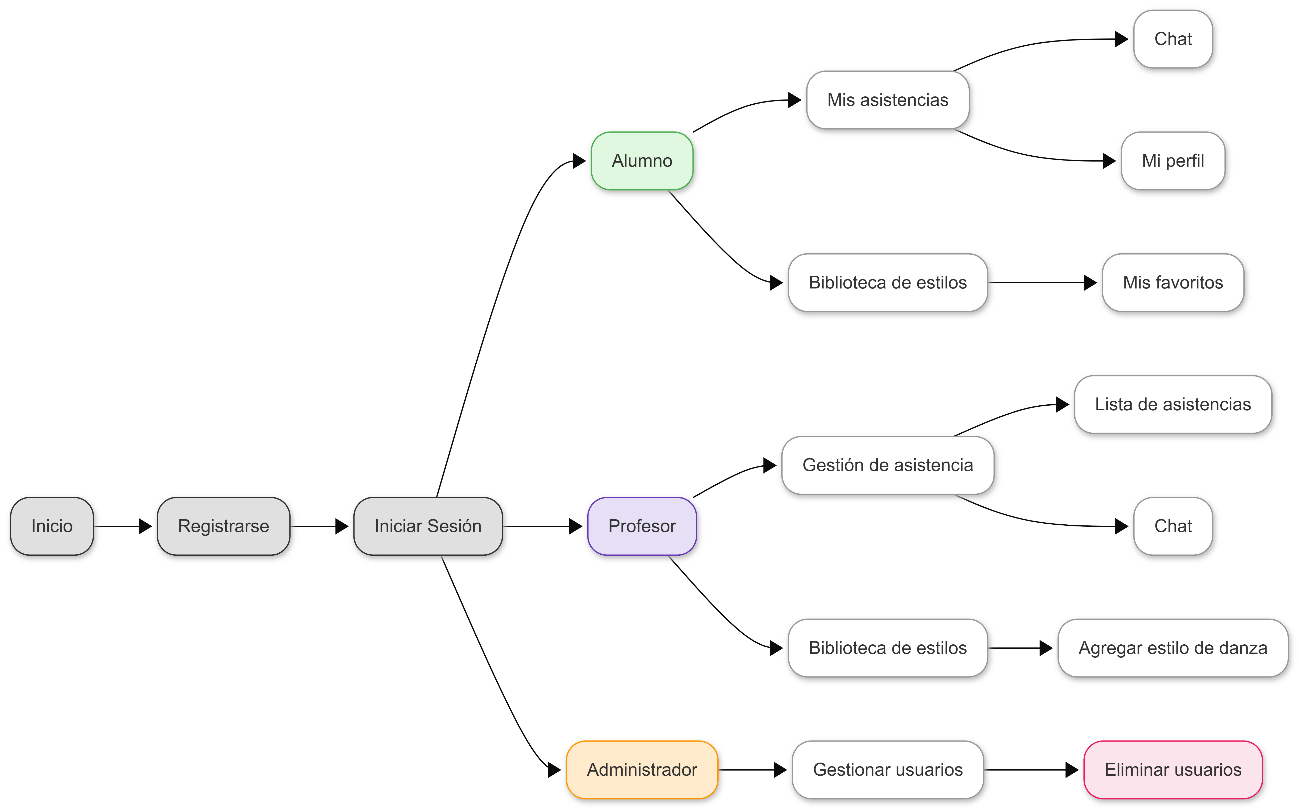 Inicio
Registrarse
Iniciar Sesión
Alumno
Mis asistencias
Chat
Mi perfil
Biblioteca de estilos
Mis favoritos
Profesor
Gestión de asistencia
Lista de asistencias
Chat
Biblioteca de estilos
Agregar estilo de danza
Administrador
Gestionar usuarios
Eliminar usuarios